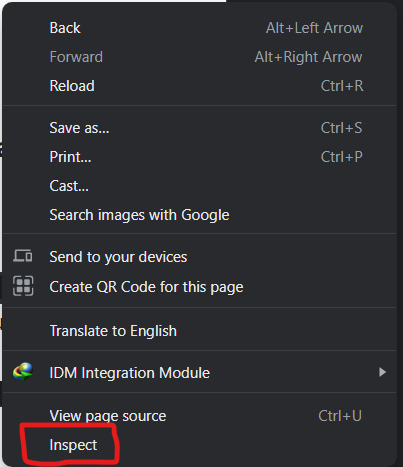 Back Alt+Left Arrow
Forward Alt+Right Arrow
Reload Ctrl+R
Save as... Ctrl+S
Print... Ctrl+P
Cast...
Search images with Google
Send to your devices
Create QR Code for this page
Translate to English
IDM Integration Module
View page source Ctrl+U
Inspect